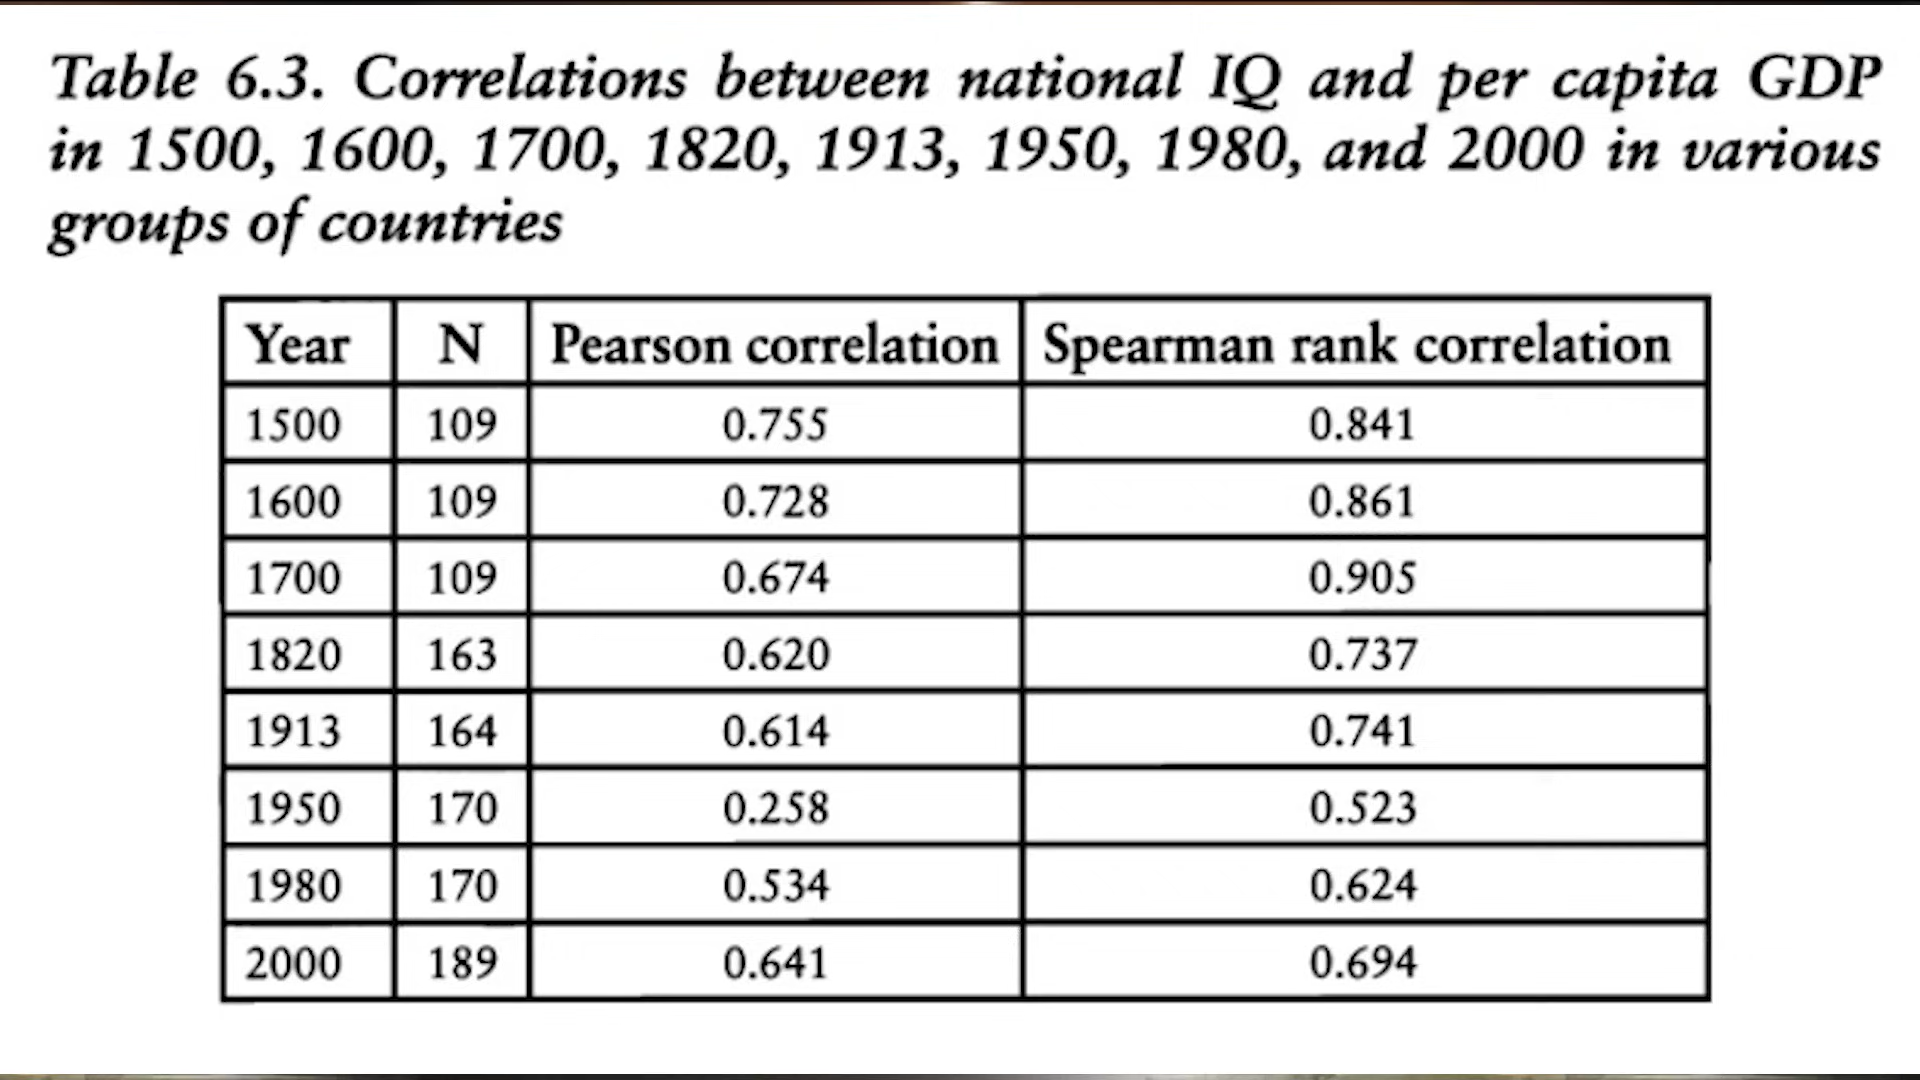 Table 6.3. Correlations between national IQ and per capita GDP
in 1500, 1600, 1700, 1820, 1913, 1950, 1980, and 2000 in various
groups of countries
Year N Pearson correlation Spearman rank correlation
1500 109 0.755 0.841
1600 109 0.728 0.861
1700 109 0.674 0.905
1820 163 0.620 0.737
1913 164 0.614 0.741
1950 170 0.258 0.523
1980 170 0.534 0.624
2000 189 0.641 0.694